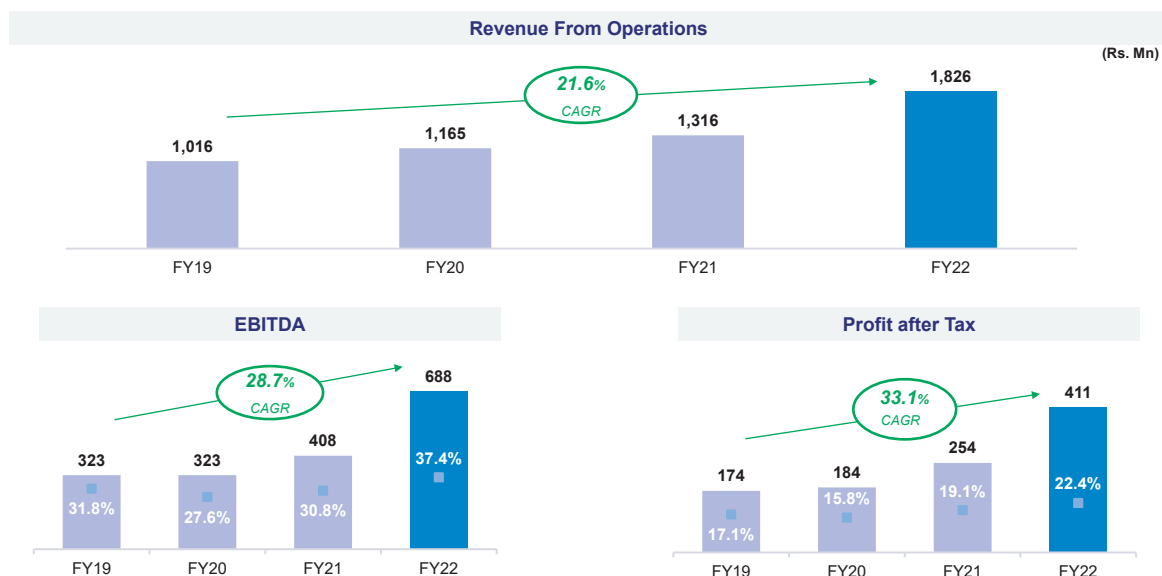 Revenue From Operations
(Rs. Mn)
21.6%
CAGR
1,826
1,316
1,165
1,016
FY19 FY20 FY21 FY22
EBITDA
28.7%
CAGR
688
408
323 323
37.4%
31.8% 27.6% 30.8%
FY19 FY20 FY21 FY22
Profit after Tax
33.1%
CAGR
411
254
174 184
22.4%
17.1% 15.8% 19.1%
FY19 FY20 FY21 FY22